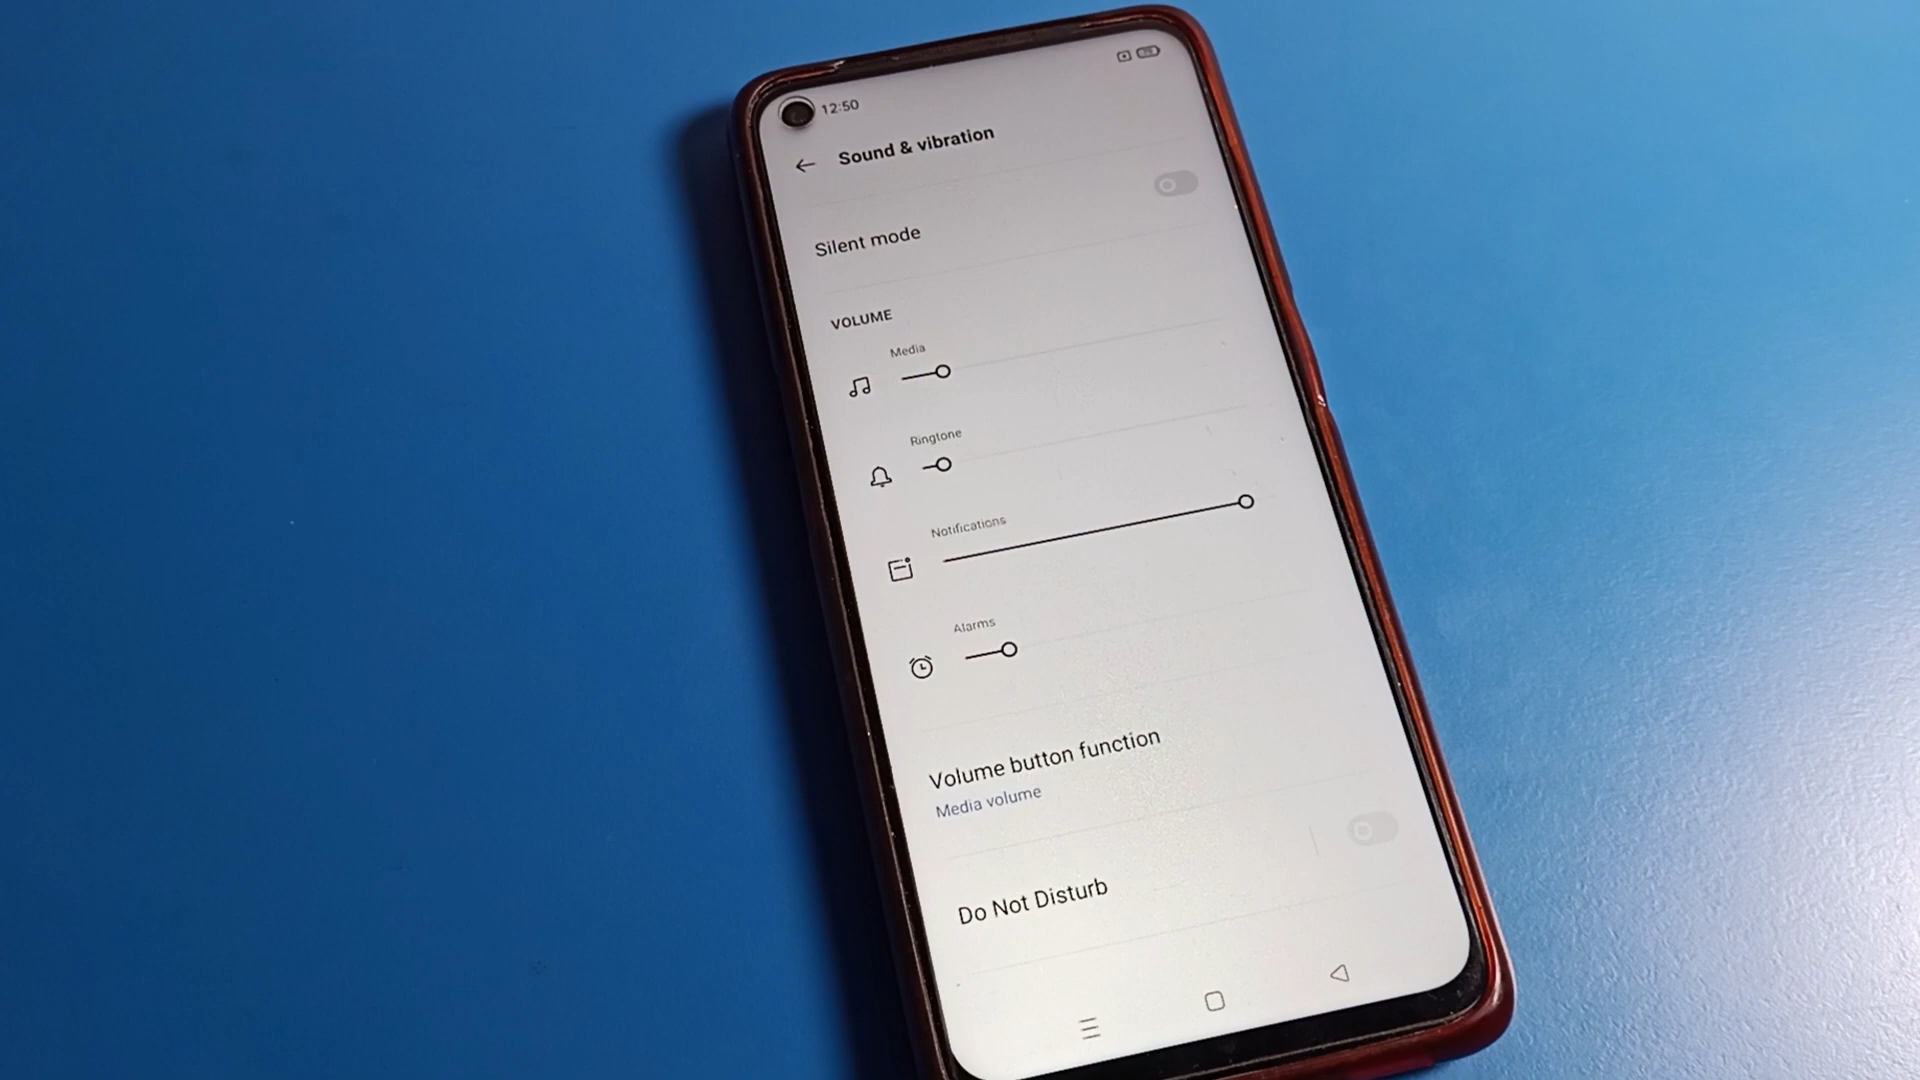 12:50
Sound & vibration
Silent mode
VOLUME
Media
Ringtone
Notifications
Alarms
Volume button function
Media volume
Do Not Disturb